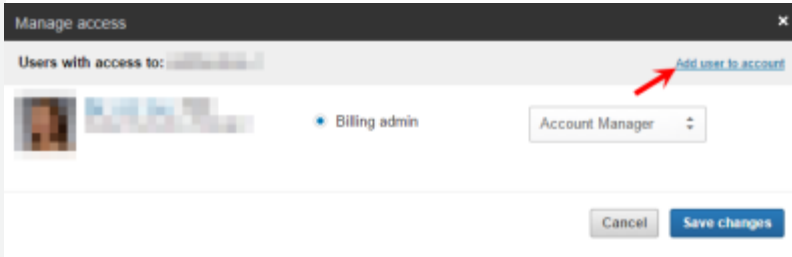 Manage access ×
Users with access to: Add user to account
Billing admin Account Manager
Cancel Save changes